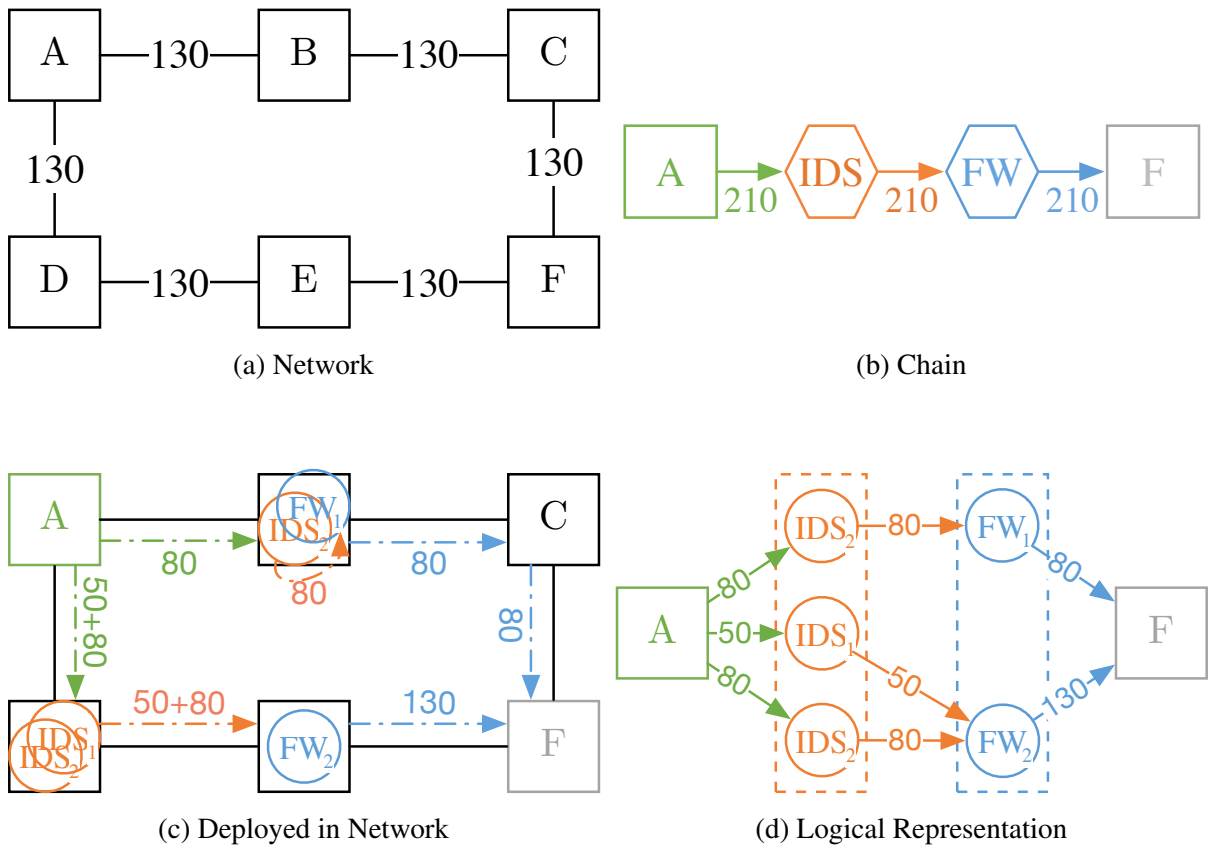 A 130 B 130 C
130
130
D 130 E 130 F
(a) Network
A 210 IDS 210 FW 210 F
(b) Chain
A
80
FW1
IDS2
80
80
C
50+80
80
IDS1
IDS2
50+80
FW2
130
F
(c) Deployed in Network
A
80
50
80
IDS2
IDS1
IDS2
80
50
80
FW1
FW2
80
130
F
(d) Logical Representation